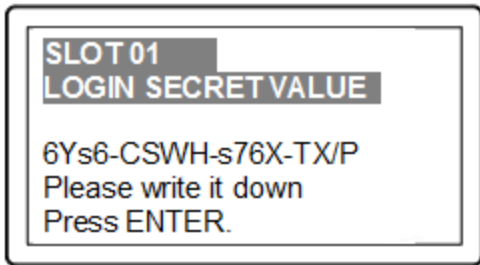 SLOT 01
LOGIN SECRET VALUE
6Ys6-CSWH-s76X-TX/P
Please write it down
Press ENTER.